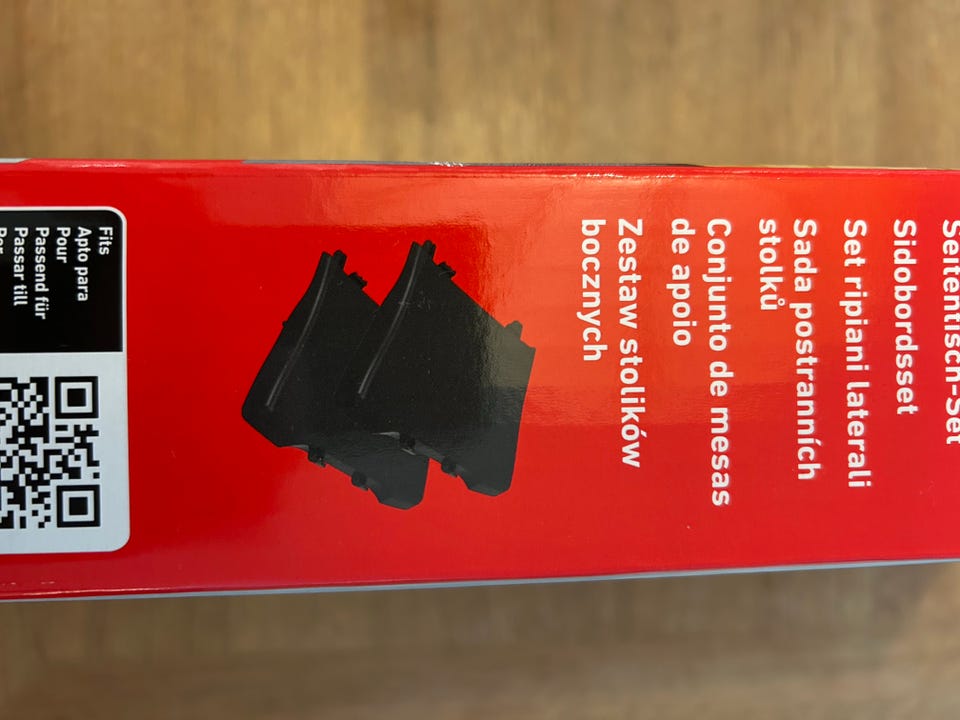 Seitentisch-Set
Sidobordsset
Set ripiani laterali
Sada postranních
stolků
Conjunto de mesas
de apoio
Zestaw stolików
bocznych
Fits
Apto para
Pour
Passend für
Passar till
Per